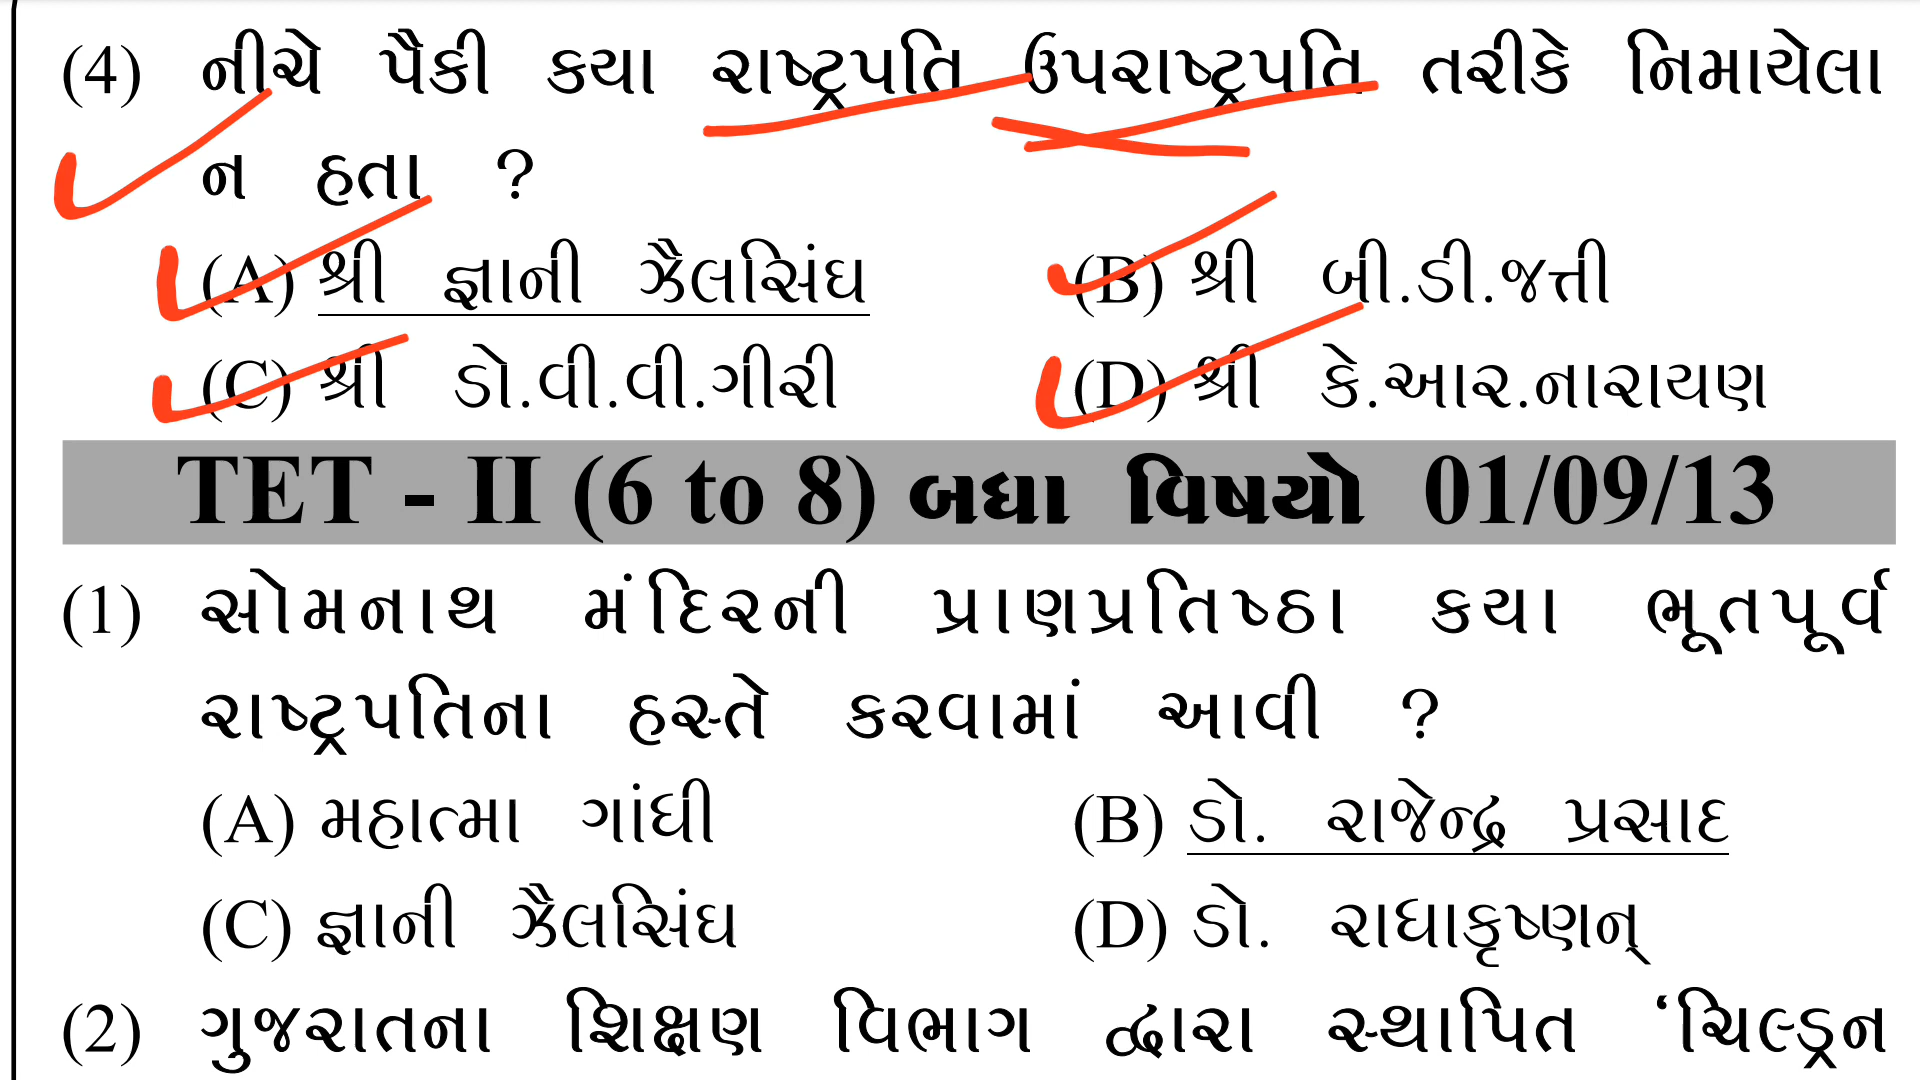 (4) નીચે પૈકી કયા રાષ્ટ્રપતિ ઉપરાષ્ટ્રપતિ તરીકે નિમાયેલા
ન હતા ?
(A) શ્રી જ્ઞાની ઝૈલસિંઘ (B) શ્રી બી.ડી.જત્તી
(C) શ્રી ડો.વી.વી.ગીરી (D) શ્રી કે.આર.નારાયણ
TET - II (6 to 8) બધા વિષયો 01/09/13
(1) સોમનાથ મંદિરની પ્રાણપ્રતિષ્ઠા કયા ભૂતપૂર્વ
રાષ્ટ્રપતિના હસ્તે કરવામાં આવી ?
(A) મહાત્મા ગાંધી (B) ડો. રાજેન્દ્ર પ્રસાદ
(C) જ્ઞાની ઝૈલસિંઘ (D) ડો. રાધાકૃષ્ણન્
(2) ગુજરાતના શિક્ષણ વિભાગ દ્વારા સ્થાપિત ‘ચિલ્ડ્રન